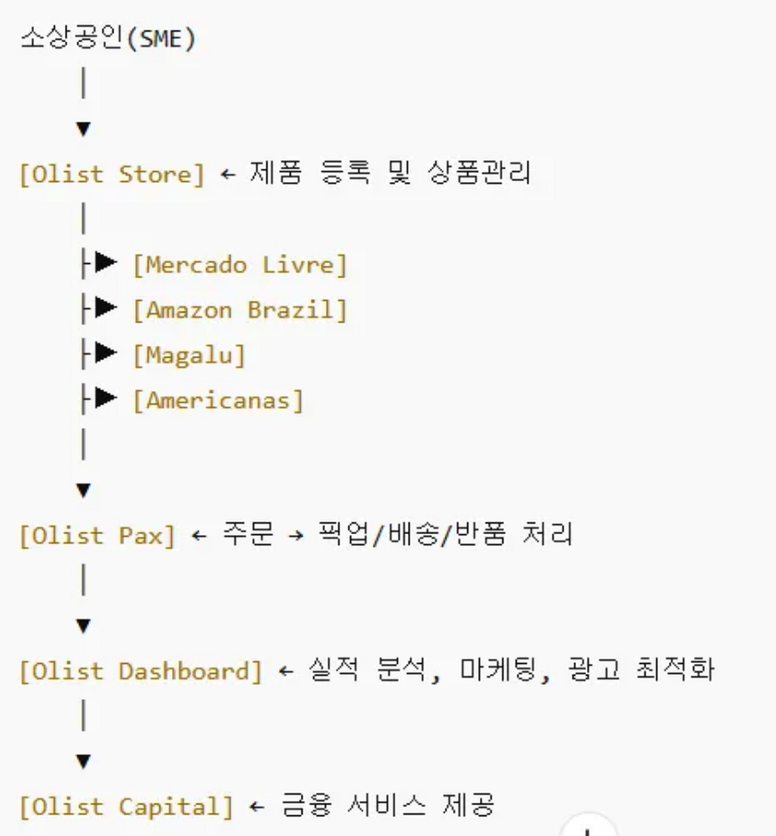 소상공인(SME)
│
▼
[Olist Store] ← 제품 등록 및 상품관리
│
├▶ [Mercado Livre]
├▶ [Amazon Brazil]
├▶ [Magalu]
├▶ [Americanas]
│
▼
[Olist Pax] ← 주문 → 픽업/배송/반품 처리
│
▼
[Olist Dashboard] ← 실적 분석, 마케팅, 광고 최적화
│
▼
[Olist Capital] ← 금융 서비스 제공